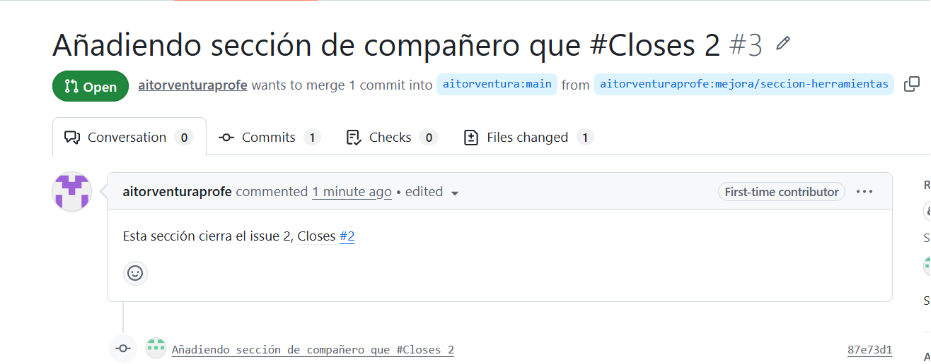 Añadiendo sección de compañero que #Closes 2 #3
Open aitorventuraprofe wants to merge 1 commit into aitorventura:main from aitorventuraprofe:mejora/seccion-herramientas
Conversation 0 Commits 1 Checks 0 Files changed 1
aitorventuraprofe commented 1 minute ago • edited First-time contributor
Esta sección cierra el issue 2, Closes #2
Añadiendo sección de compañero que #Closes 2 87e73d1